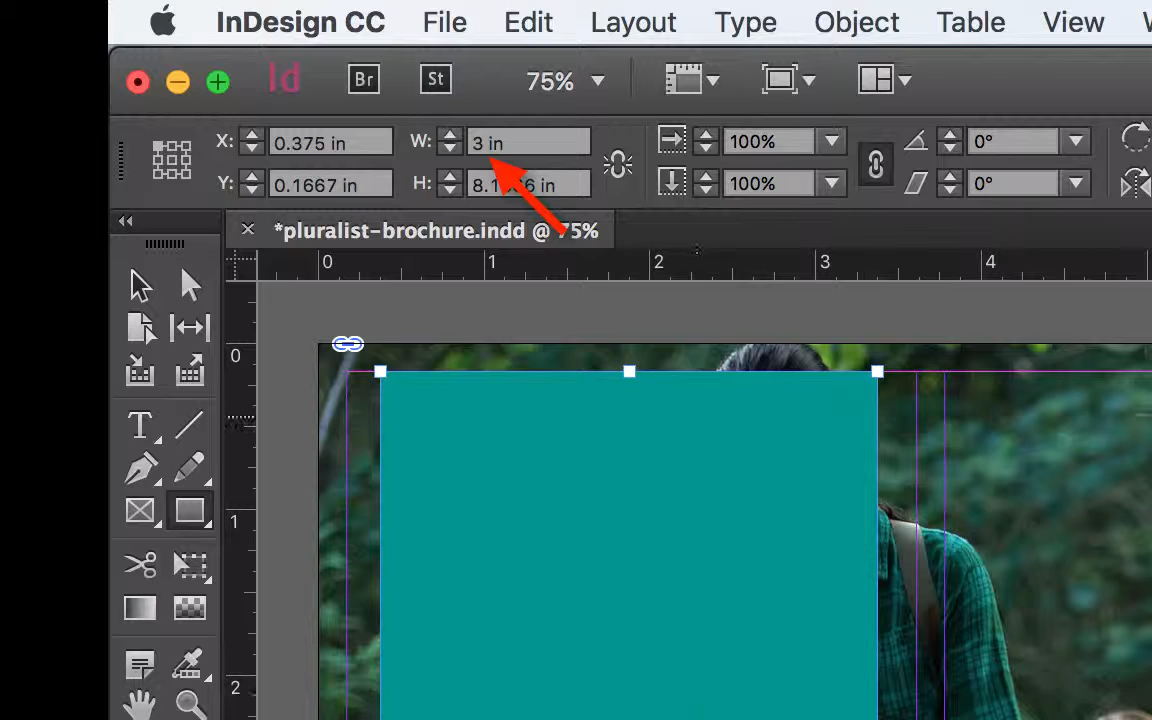 InDesign CC File Edit Layout Type Object Table View
Id Br St 75%
X: 0.375 in W: 3 in 100% 0°
Y: 0.1667 in H: 100% 0°
*pluralist-brochure.indd @ 75%
0 1 2 3 4
0
T
1
2